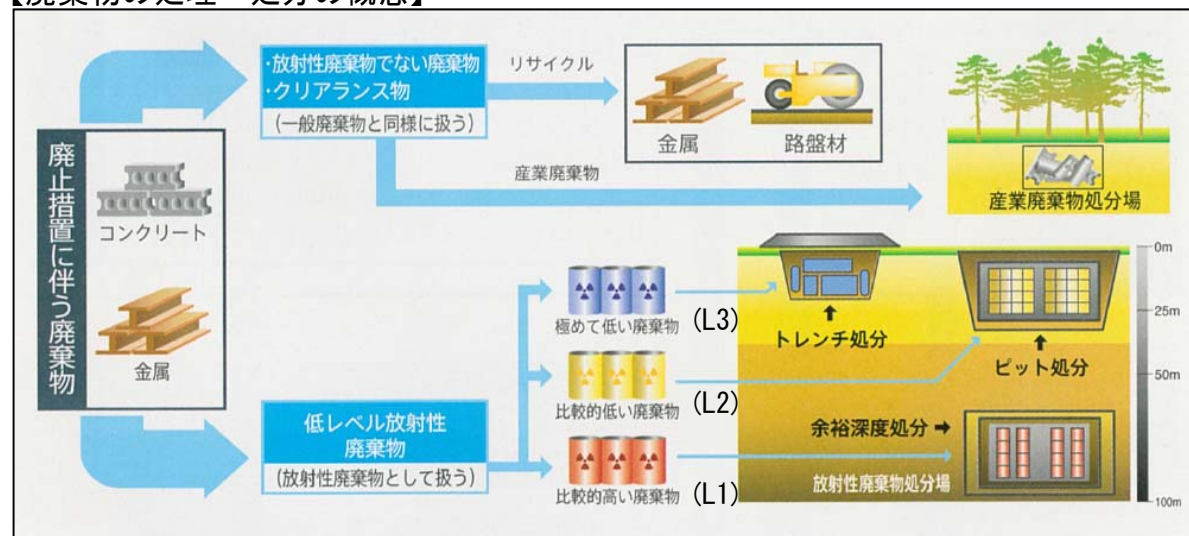 【廃棄物の処理・処分の概念】
廃止措置に伴う廃棄物
コンクリート
金属
・放射性廃棄物でない廃棄物
・クリアランス物
(一般廃棄物と同様に扱う)
リサイクル
金属
路盤材
産業廃棄物
産業廃棄物処分場
低レベル放射性
廃棄物
(放射性廃棄物として扱う)
極めて低い廃棄物 (L3)
比較的低い廃棄物 (L2)
比較的高い廃棄物 (L1)
トレンチ処分
ピット処分
余裕深度処分
放射性廃棄物処分場
0m
25m
50m
100m